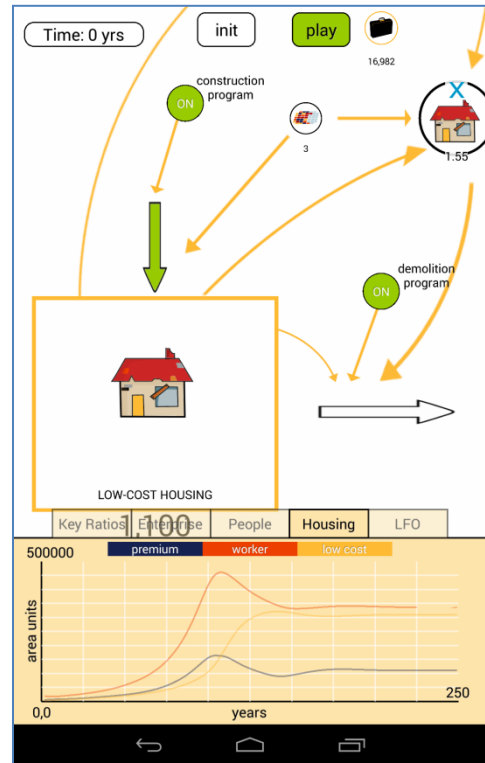 Time: 0 yrs
init
play
16,982
construction
program
ON
3
X
1.55
demolition
program
ON
LOW-COST HOUSING
1,100
Key Ratios
Enterprise
People
Housing
LFO
500000
premium
worker
low cost
area units
250
0,0
years